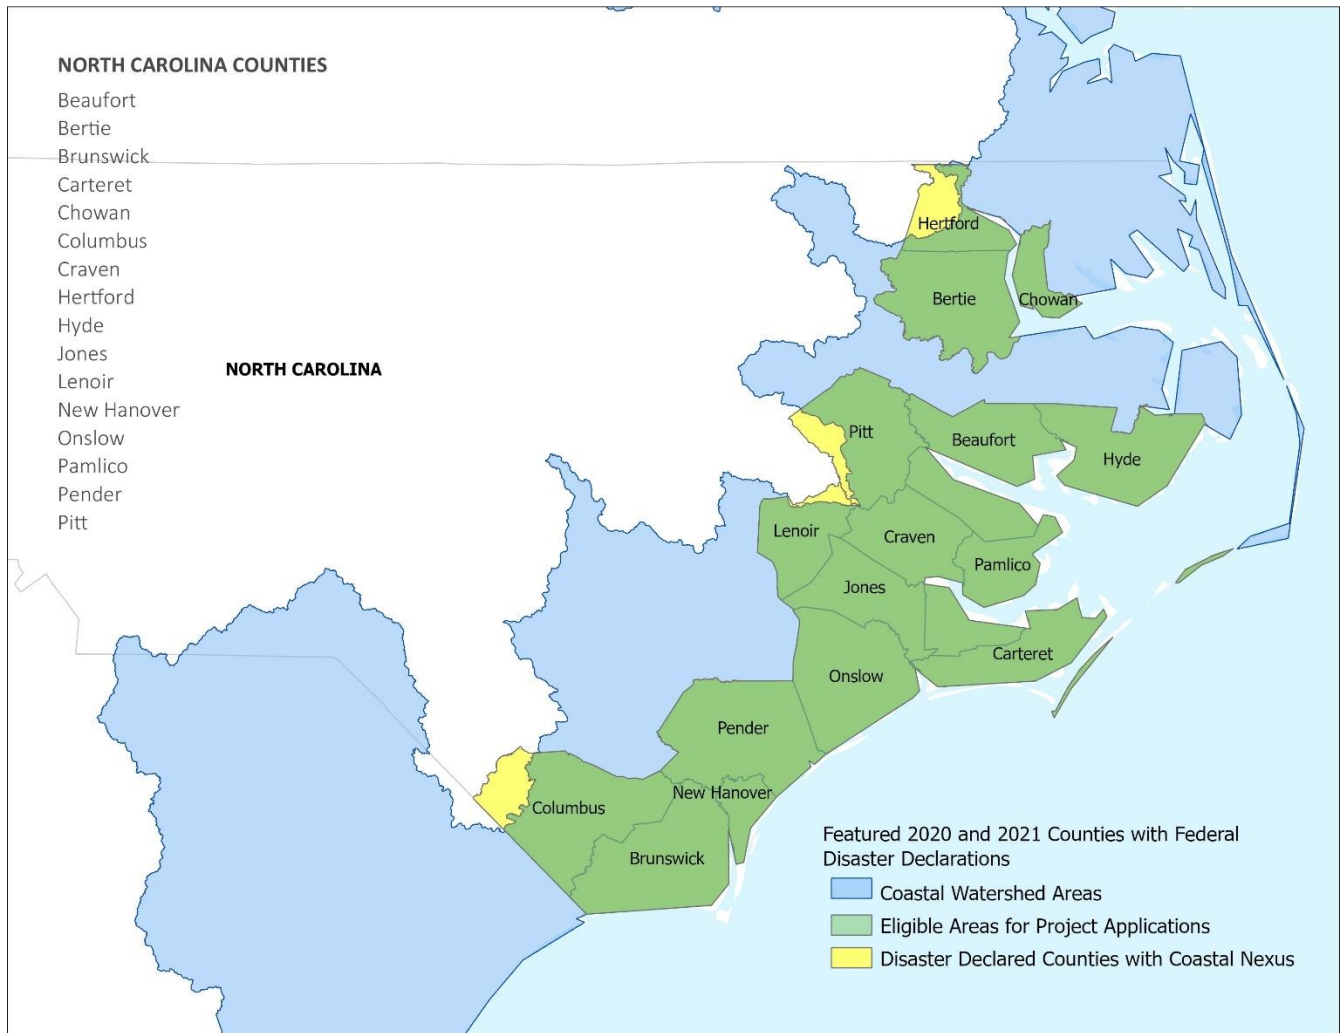 NORTH CAROLINA COUNTIES
Beaufort
Bertie
Brunswick
Carteret
Chowan
Columbus
Craven
Hertford
Hyde
Jones
Lenoir
New Hanover
Onslow
Pamlico
Pender
Pitt
NORTH CAROLINA
Hertford
Bertie
Chowan
Pitt
Beaufort
Hyde
Lenoir
Craven
Pamlico
Jones
Carteret
Onslow
Pender
New Hanover
Columbus
Brunswick
Featured 2020 and 2021 Counties with Federal
Disaster Declarations
Coastal Watershed Areas
Eligible Areas for Project Applications
Disaster Declared Counties with Coastal Nexus